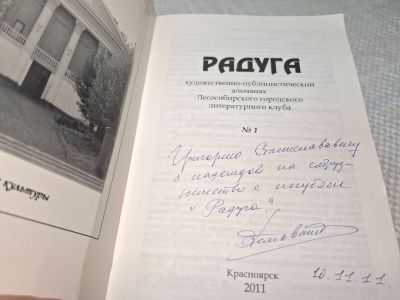 культуры
РАДУГА
художественно-публицистический
альманах
Лесосибирского городского
литературного клуба
№ 1
Григорию Станиславовичу
с надеждой на сотруд-
ничество с клубом
"Радуга".
Красноярск
2011
10.11.11.